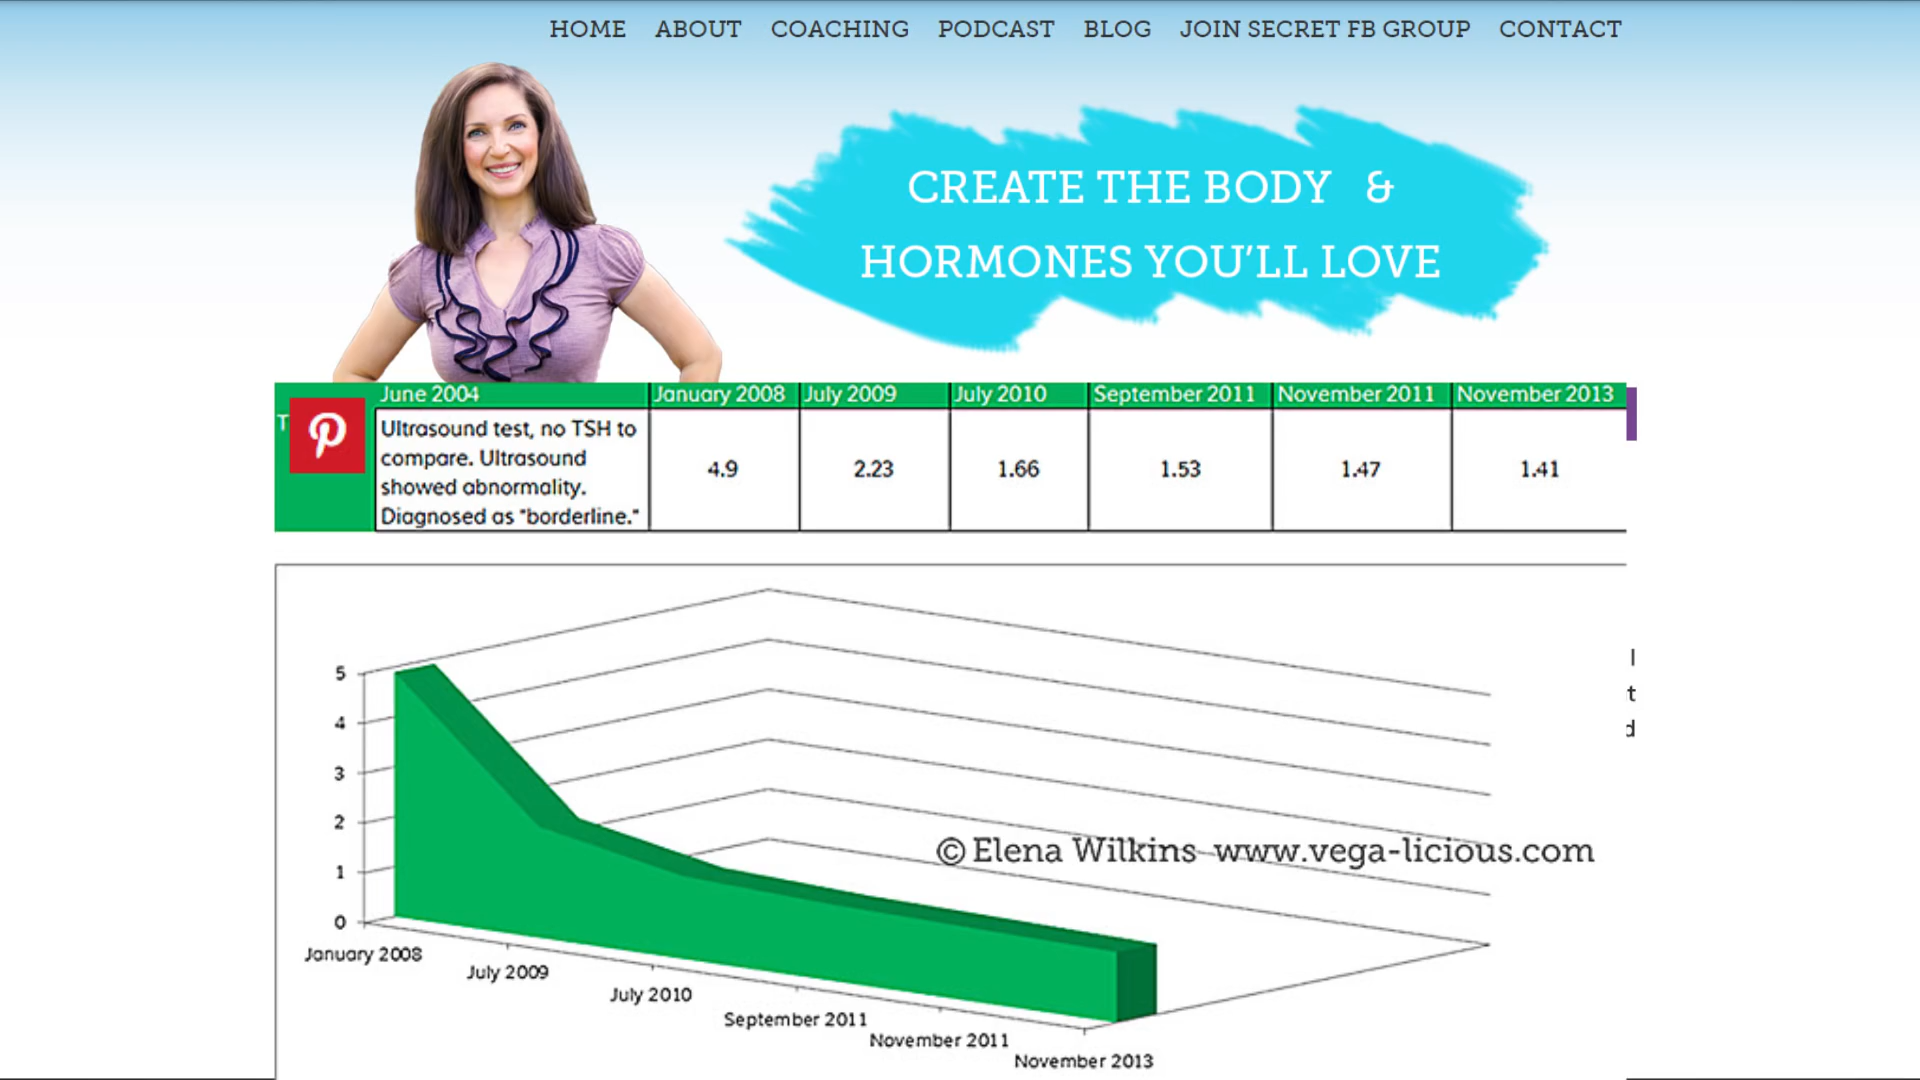 HOME ABOUT COACHING PODCAST BLOG JOIN SECRET FB GROUP CONTACT
CREATE THE BODY &
HORMONES YOU'LL LOVE
June 2004 January 2008 July 2009 July 2010 September 2011 November 2011 November 2013
T
Ultrasound test, no TSH to
compare. Ultrasound
showed abnormality.
Diagnosed as "borderline."
4.9 2.23 1.66 1.53 1.47 1.41
l
t
d
5
4
3
2
1
0
© Elena Wilkins www.vega-licious.com
January 2008
July 2009
July 2010
September 2011
November 2011
November 2013